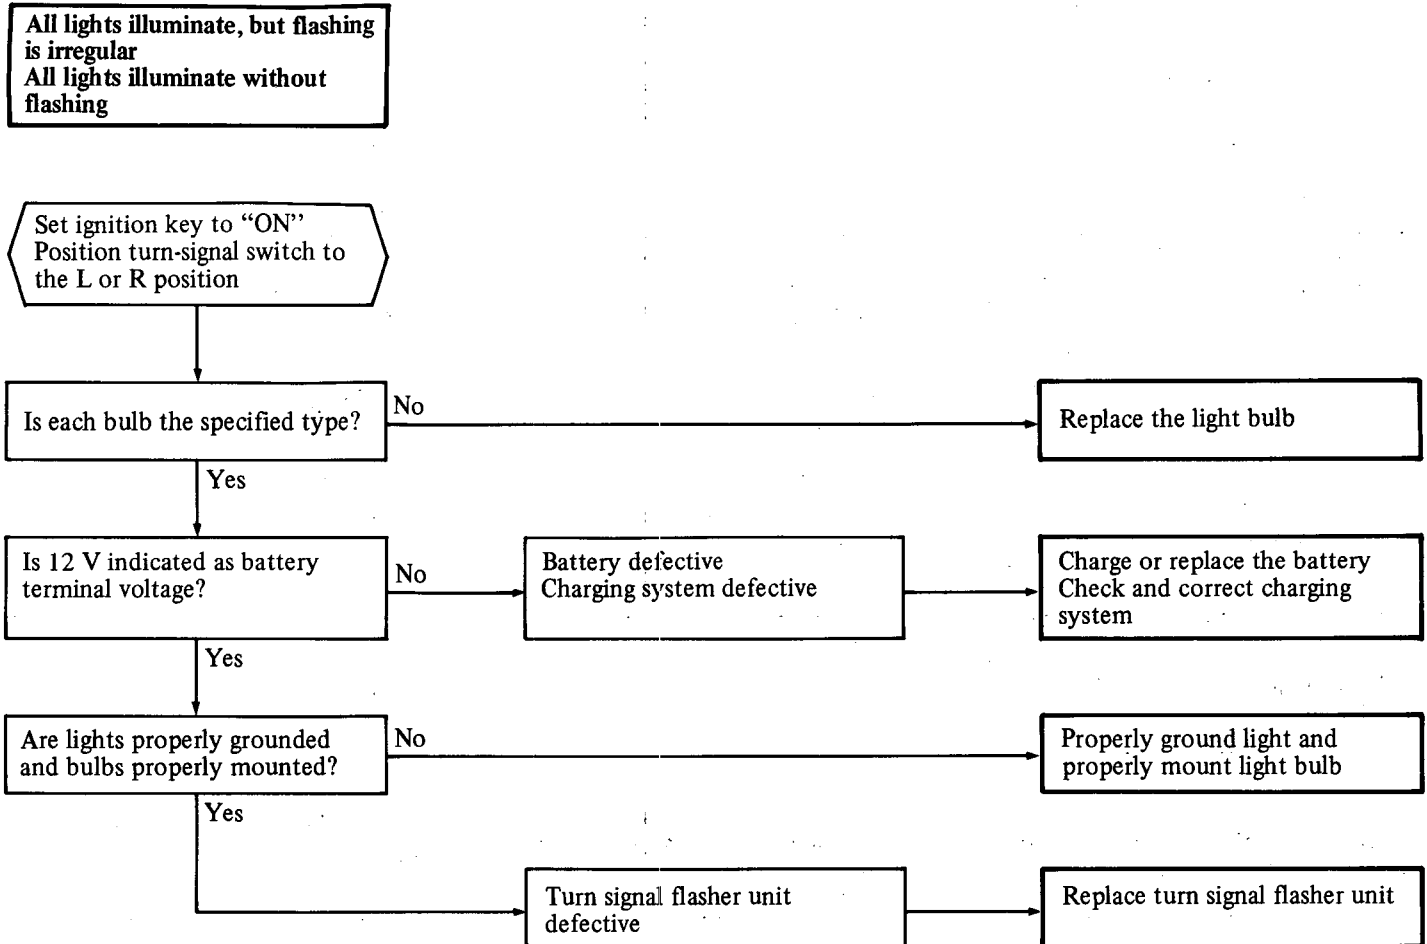 All lights illuminate, but flashing
is irregular
All lights illuminate without
flashing
Set ignition key to “ON”
Position turn-signal switch to
the L or R position
Is each bulb the specified type?
No
Replace the light bulb
Yes
Is 12 V indicated as battery
terminal voltage?
No
Battery defective
Charging system defective
Charge or replace the battery
Check and correct charging
system
Yes
Are lights properly grounded
and bulbs properly mounted?
No
Properly ground light and
properly mount light bulb
Yes
Turn signal flasher unit
defective
Replace turn signal flasher unit